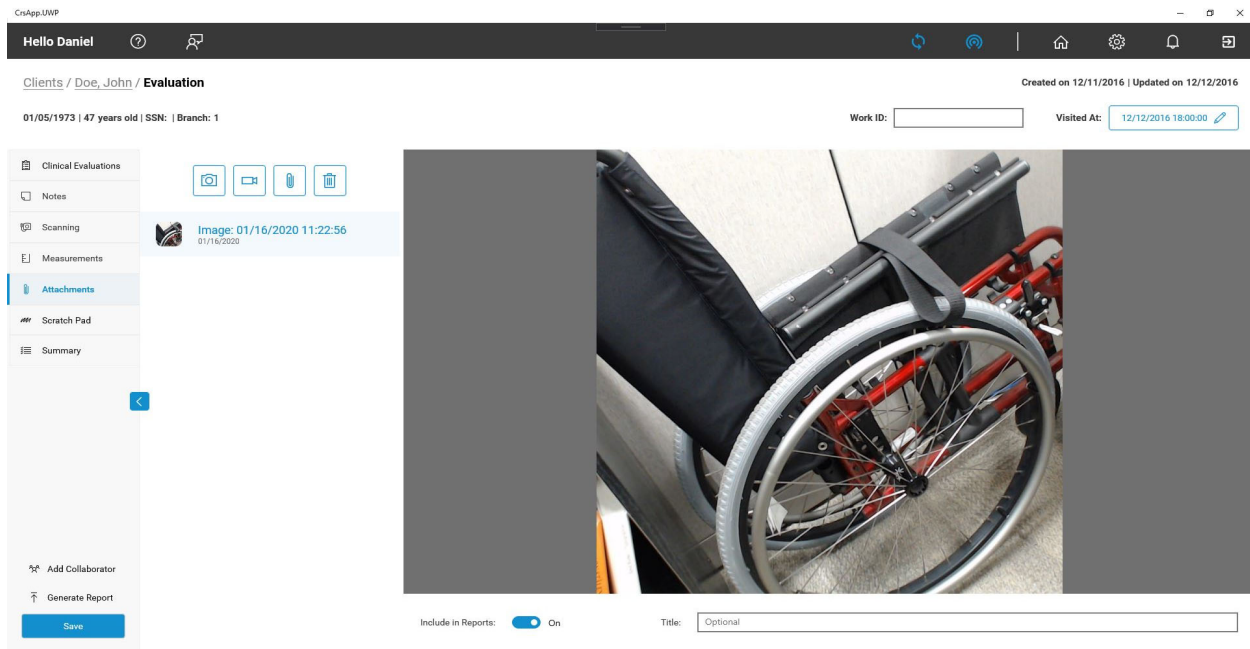 CrsApp.UWP
Hello Daniel
Clients / Doe, John / Evaluation
Created on 12/11/2016 | Updated on 12/12/2016
01/05/1973 | 47 years old | SSN: | Branch: 1
Work ID:
Visited At: 12/12/2016 18:00:00
Clinical Evaluations
Notes
Scanning
Measurements
Attachments
Scratch Pad
Summary
Image: 01/16/2020 11:22:56
01/16/2020
Add Collaborator
Generate Report
Save
Include in Reports: On
Title: Optional